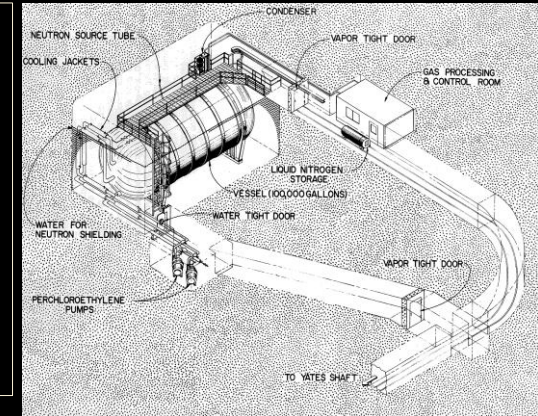 CONDENSER
NEUTRON SOURCE TUBE
VAPOR TIGHT DOOR
COOLING JACKETS
GAS PROCESSING
& CONTROL ROOM
LIQUID NITROGEN
STORAGE
VESSEL (100,000 GALLONS)
WATER TIGHT DOOR
WATER FOR
NEUTRON SHIELDING
VAPOR TIGHT DOOR
PERCHLOROETHYLENE
PUMPS
TO YATES SHAFT